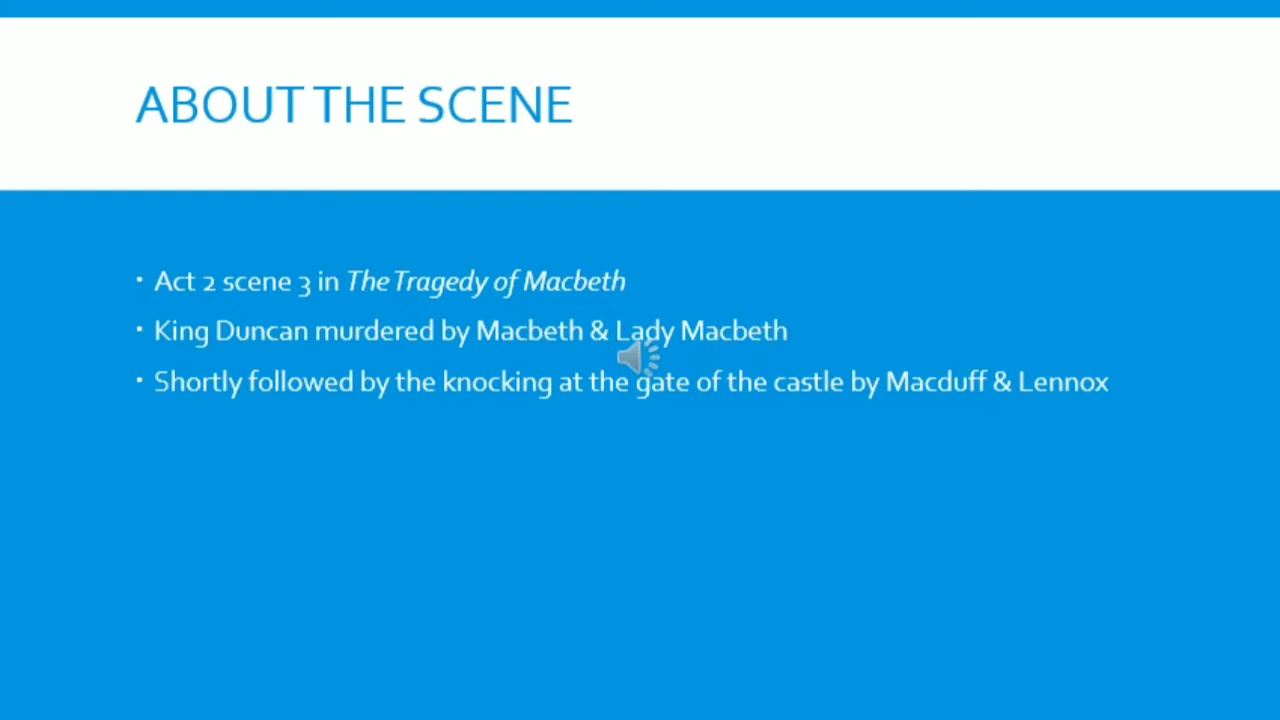 ABOUT THE SCENE
· Act 2 scene 3 in The Tragedy of Macbeth
· King Duncan murdered by Macbeth & Lady Macbeth
· Shortly followed by the knocking at the gate of the castle by Macduff & Lennox